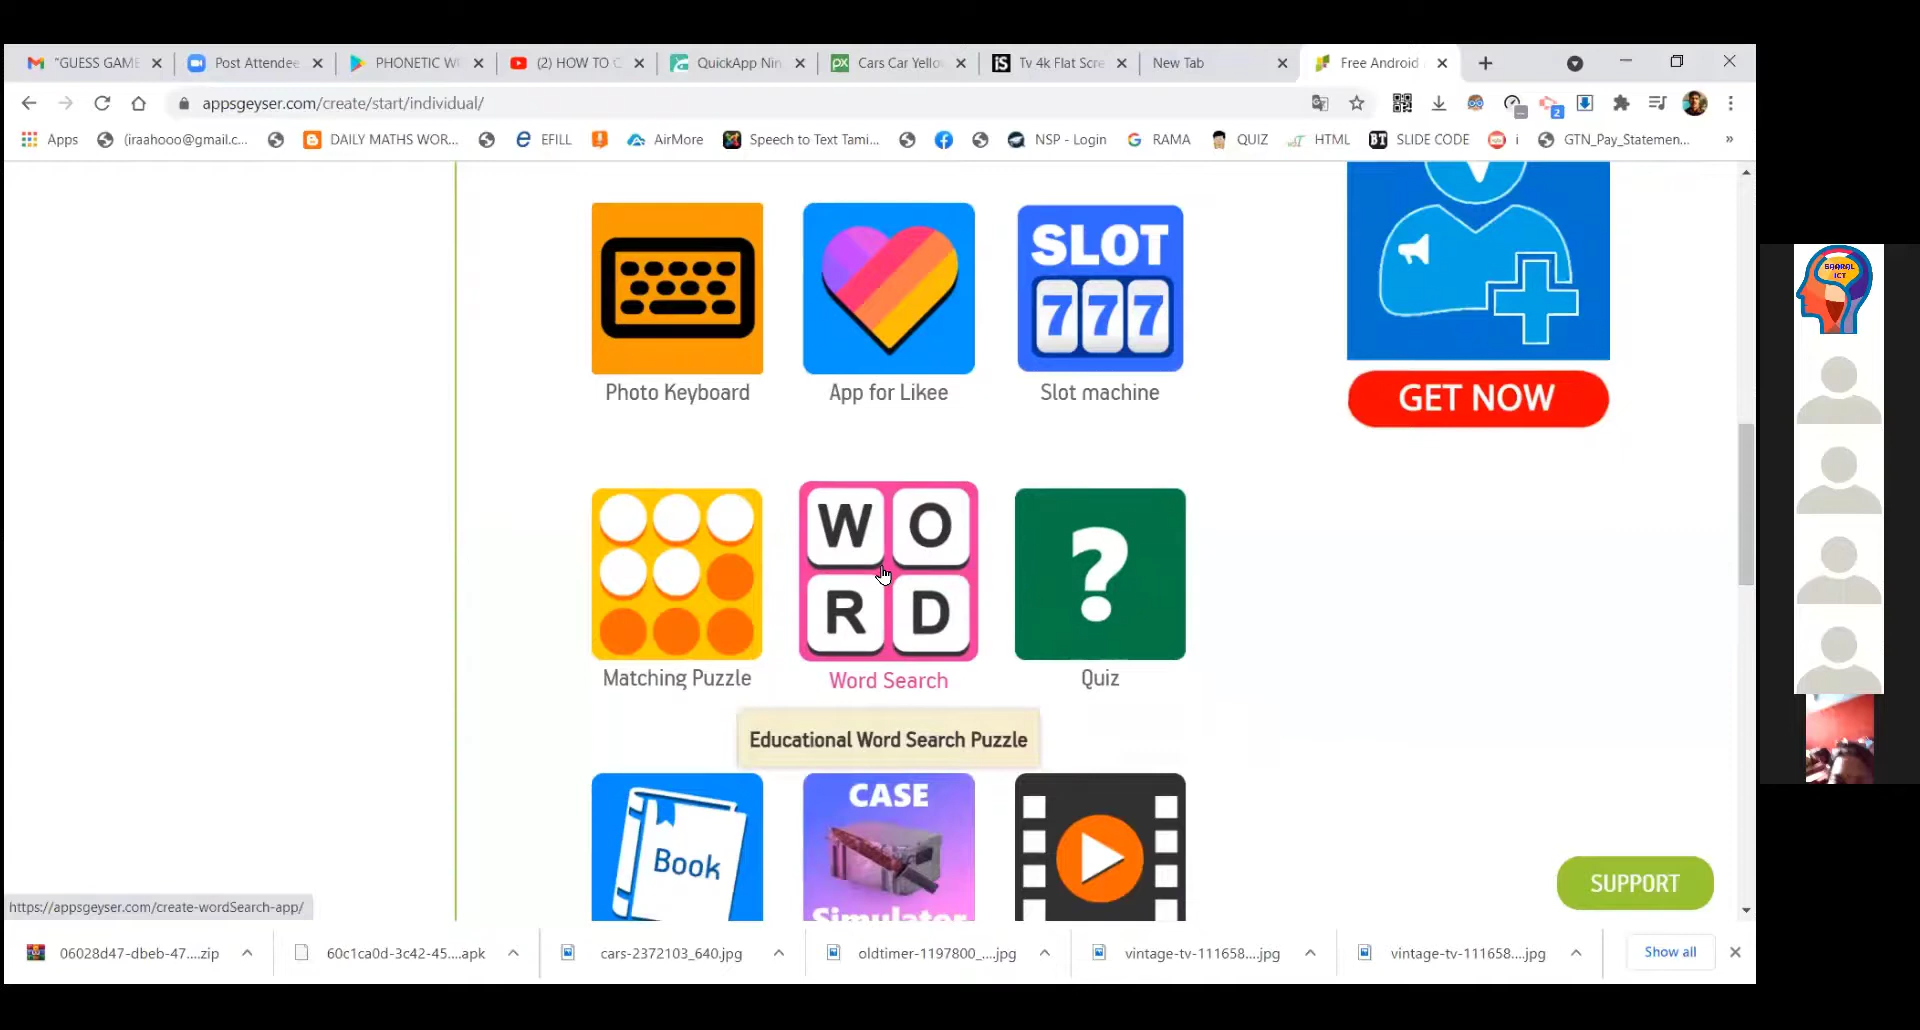 "GUESS GAME
Post Attendee
PHONETIC W
(2) HOW TO C
QuickApp Nin
Cars Car Yello
Tv 4k Flat Scre
New Tab
Free Android
appsgeyser.com/create/start/individual/
2
Apps
(iraahooo@gmail.c...
DAILY MATHS WOR...
EFILL
AirMore
Speech to Text Tami...
NSP - Login
RAMA
QUIZ
HTML
BT
SLIDE CODE
i
GTN_Pay_Statemen...
»
SLOT
777
Photo Keyboard
App for Likee
Slot machine
GET NOW
W O
R D
?
Matching Puzzle
Word Search
Quiz
Educational Word Search Puzzle
Book
CASE
Simulator
SUPPORT
https://appsgeyser.com/create-wordSearch-app/
06028d47-dbeb-47....zip
60c1ca0d-3c42-45....apk
cars-2372103_640.jpg
oldtimer-1197800_....jpg
vintage-tv-111658....jpg
vintage-tv-111658....jpg
Show all
SAARAL
ICT